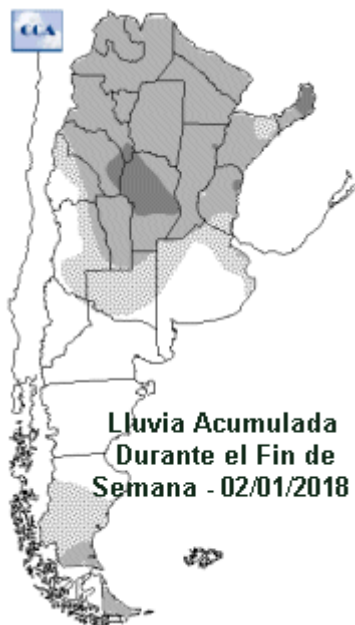 CCA
Lluvia Acumulada
Durante el Fin de
Semana - 02/01/2018